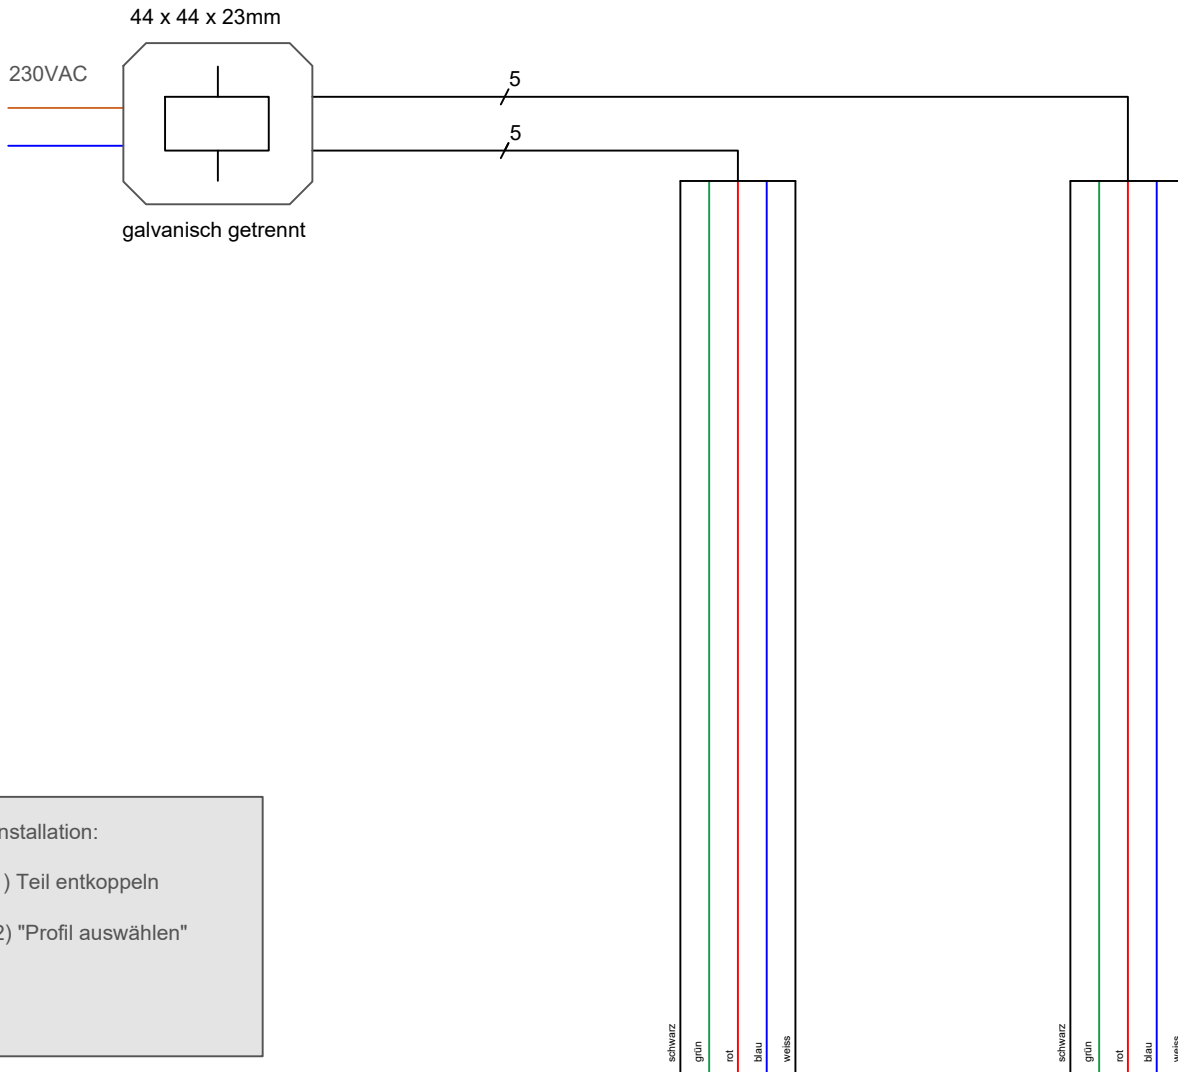 44 x 44 x 23mm
230VAC
5
5
galvanisch getrennt
nstallation:
) Teil entkoppeln
2) "Profil auswählen"
schwarz
grün
rot
blau
weiss
schwarz
grün
rot
blau
weiss